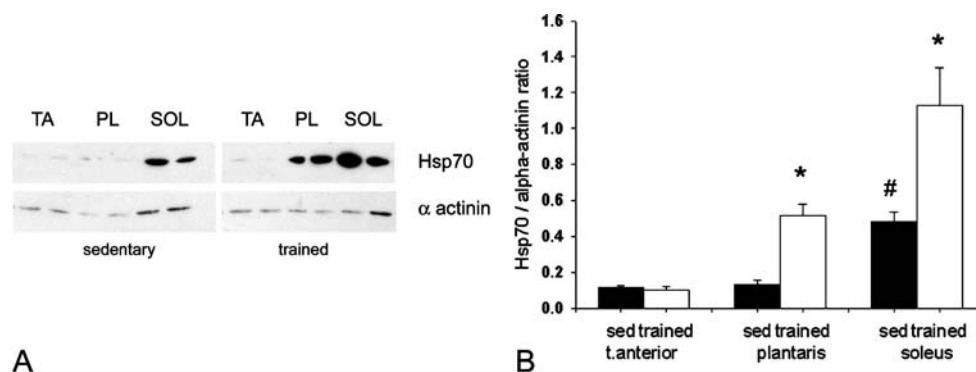 TA PL SOL TA PL SOL
Hsp70
α actinin
sedentary trained
A
Hsp70 / alpha-actinin ratio
1.6
1.4
1.2
1.0
0.8
0.6
0.4
0.2
0.0
*
#
*
sed trained sed trained sed trained
t.anterior plantaris soleus
B